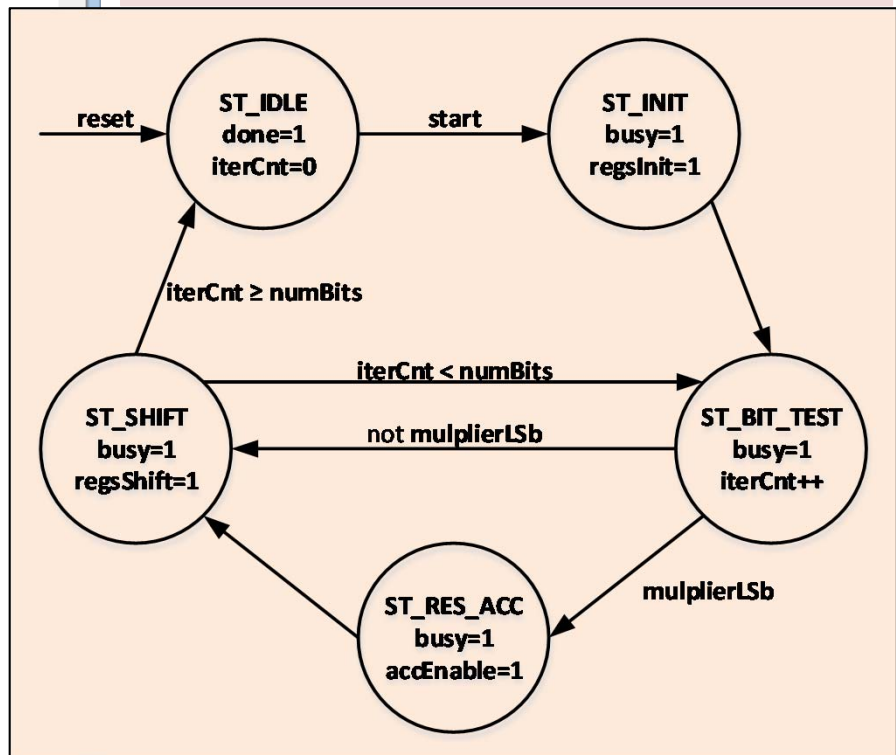 reset
ST_IDLE
done=1
iterCnt=0
start
ST_INIT
busy=1
regsInit=1
iterCnt ≥ numBits
iterCnt < numBits
ST_SHIFT
busy=1
regsShift=1
not mulplierLSb
ST_BIT_TEST
busy=1
iterCnt++
mulplierLSb
ST_RES_ACC
busy=1
accEnable=1